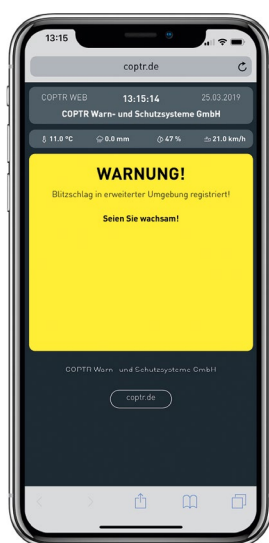 13:15
coptr.de
COPTR WEB 13:15:14 25.03.2019
COPTR Warn- und Schutzsysteme GmbH
11.0 °C 0.0 mm 47 % 21.0 km/h
WARNUNG!
Blitzschlag in erweiterter Umgebung registriert!
Seien Sie wachsam!
COPTR Warn- und Schutzsysteme GmbH
coptr.de